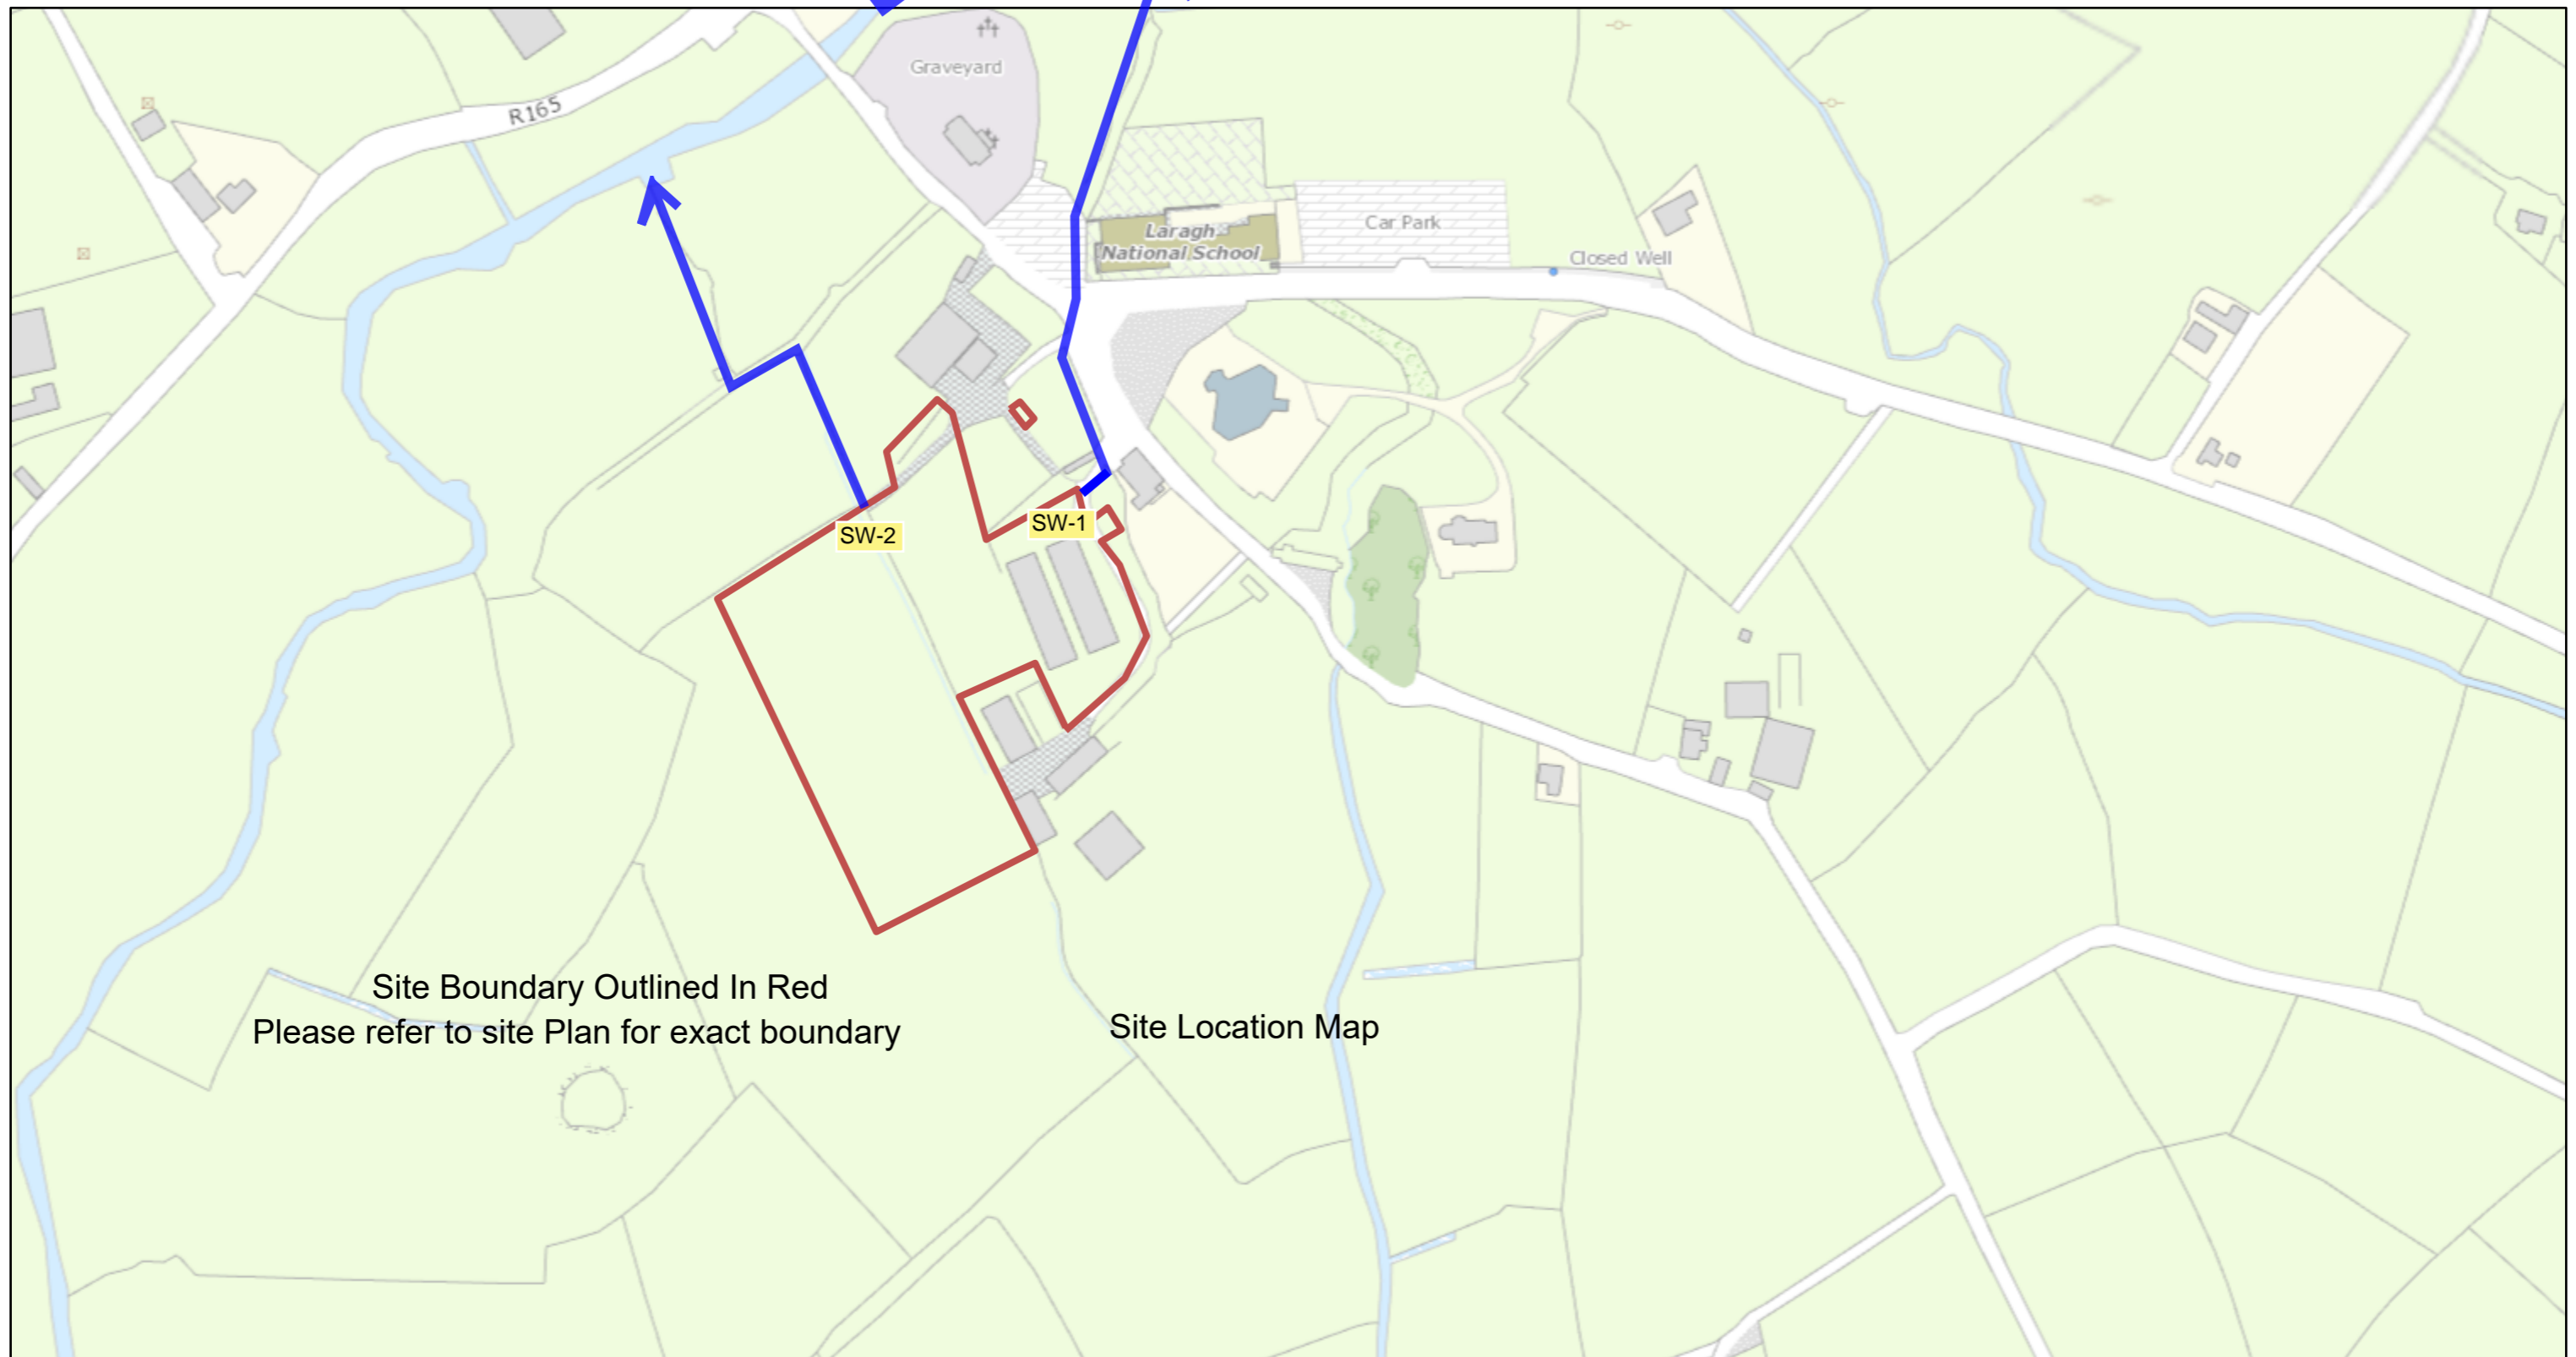 Graveyard
R165
Laragh
National School
Car Park
Closed Well
SW-1
SW-2
Site Boundary Outlined In Red
Please refer to site Plan for exact boundary
Site Location Map